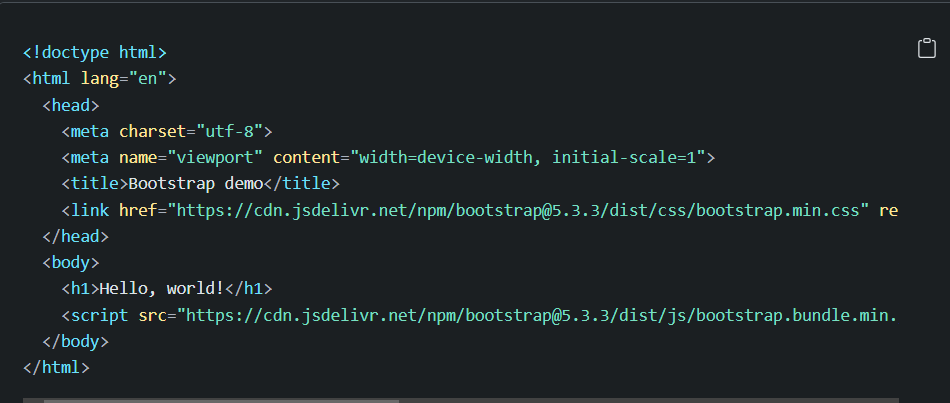 <!doctype html>
<html lang="en">
  <head>
    <meta charset="utf-8">
    <meta name="viewport" content="width=device-width, initial-scale=1">
    <title>Bootstrap demo</title>
    <link href="https://cdn.jsdelivr.net/npm/bootstrap@5.3.3/dist/css/bootstrap.min.css" re
  </head>
  <body>
    <h1>Hello, world!</h1>
    <script src="https://cdn.jsdelivr.net/npm/bootstrap@5.3.3/dist/js/bootstrap.bundle.min.
  </body>
</html>